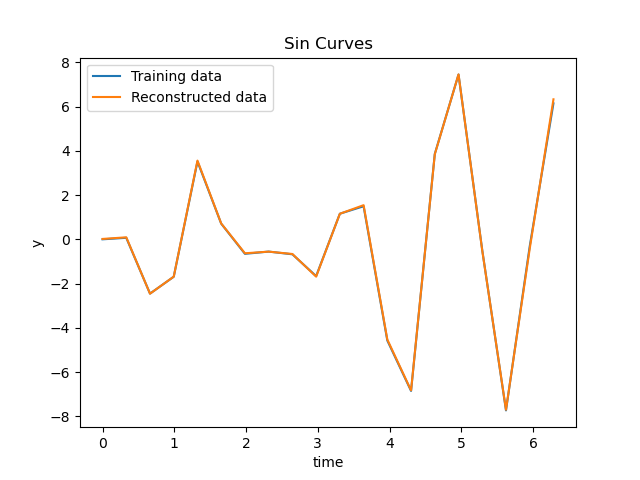 Sin Curves
Training data
Reconstructed data
8
6
4
2
0
−2
−4
−6
−8
y
0 1 2 3 4 5 6
time